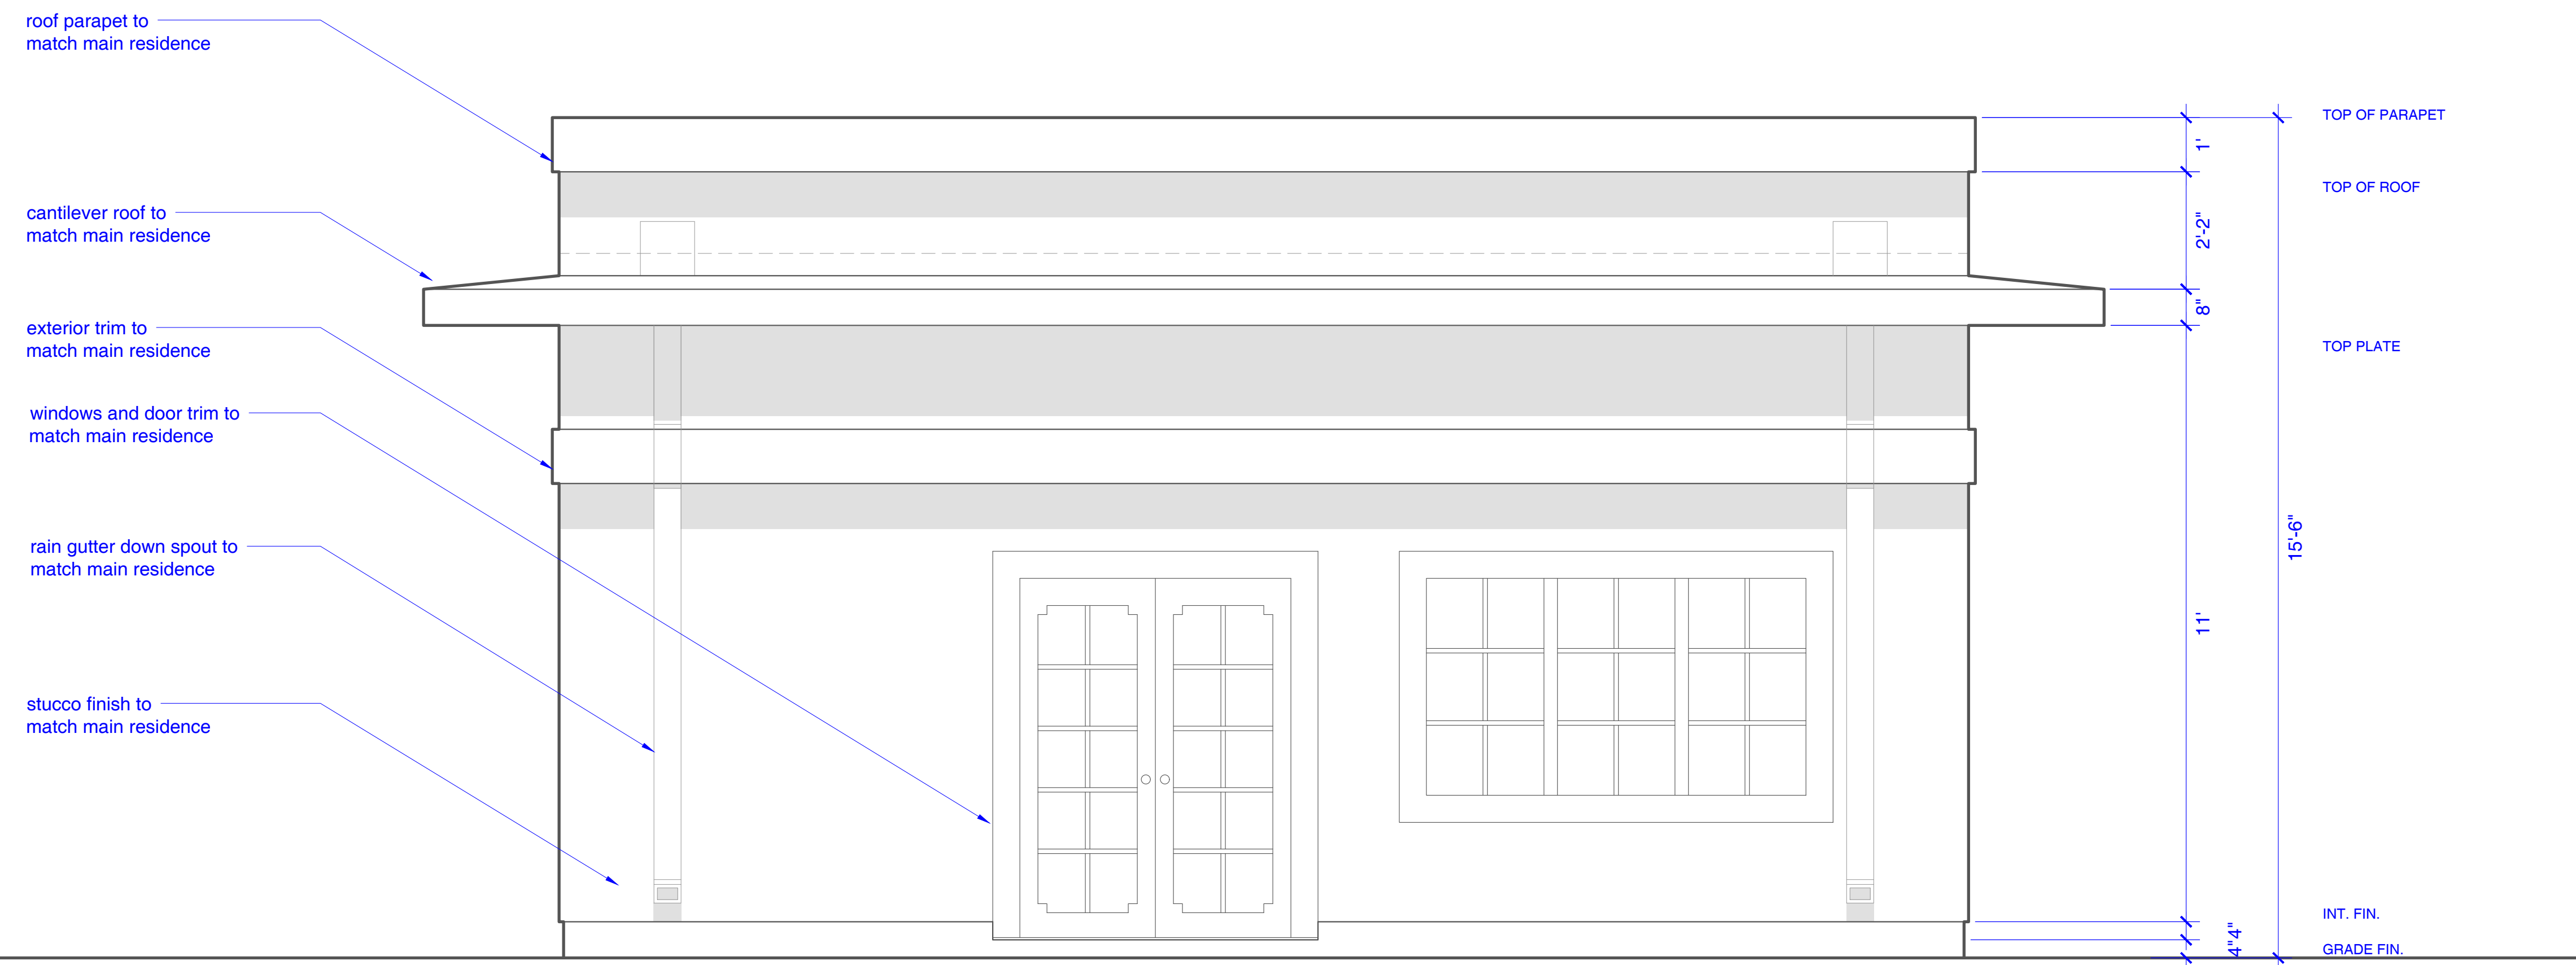 roof parapet to
match main residence
cantilever roof to
match main residence
exterior trim to
match main residence
windows and door trim to
match main residence
rain gutter down spout to
match main residence
stucco finish to
match main residence
1'
2'-2"
8"
11'
4"4"
15'-6"
TOP OF PARAPET
TOP OF ROOF
TOP PLATE
INT. FIN.
GRADE FIN.